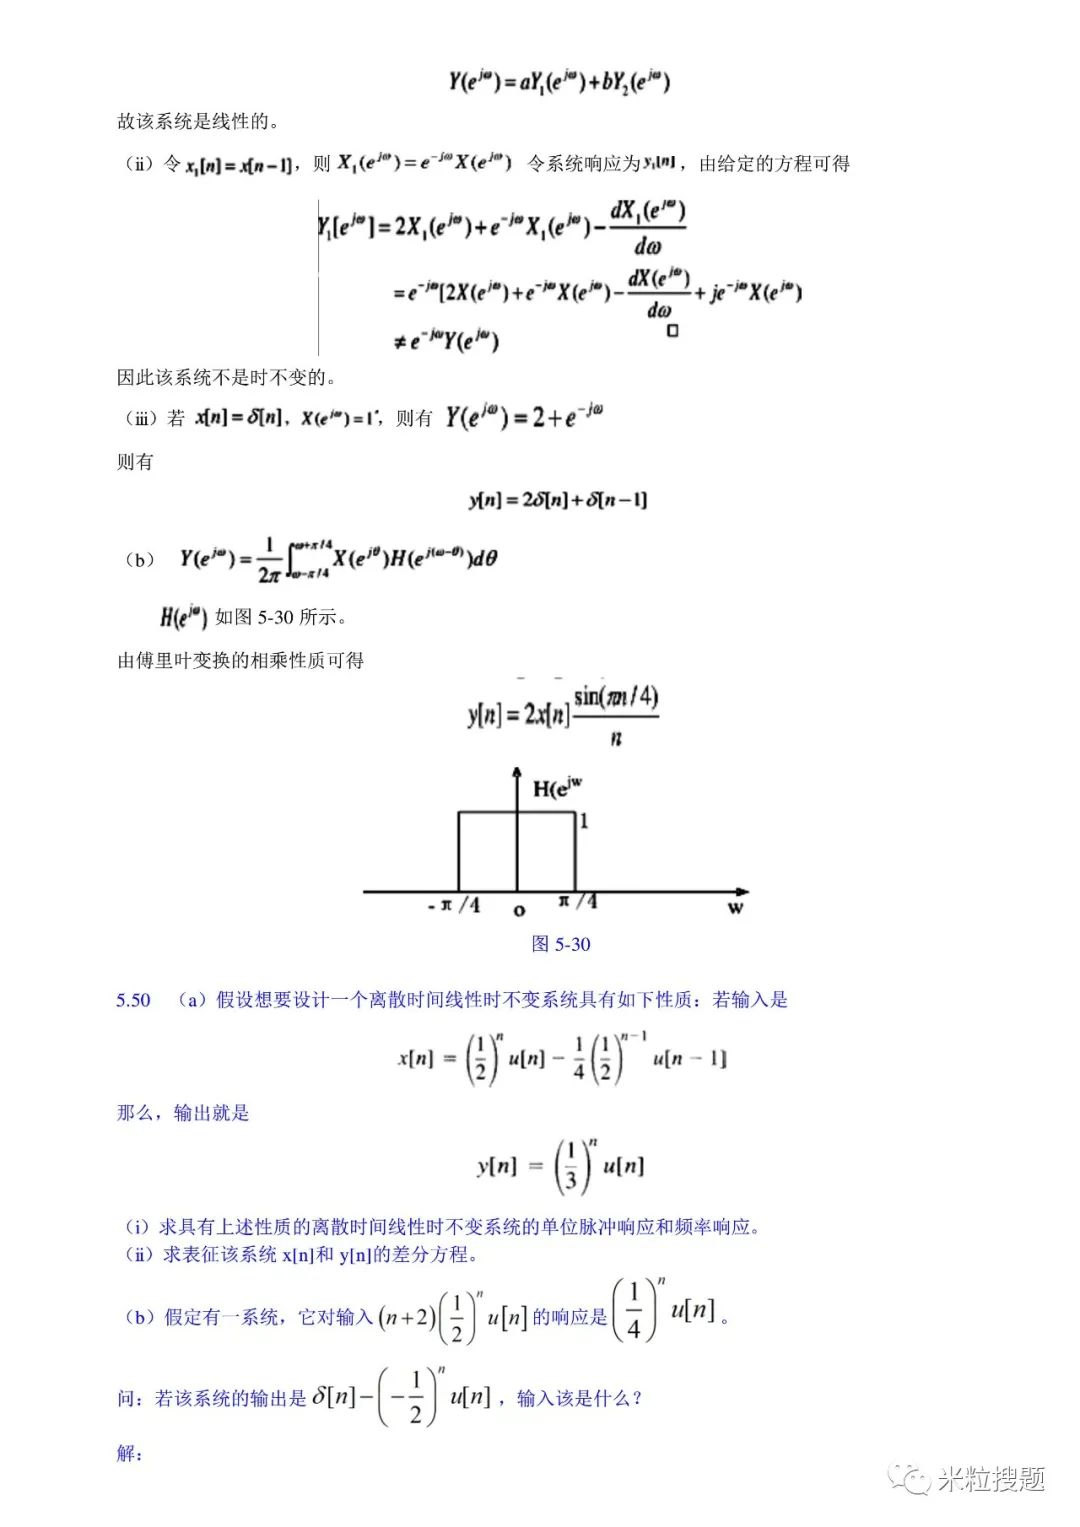 Y(e^{jω})=aY₁(e^{jω})+bY₂(e^{jω})
故该系统是线性的。
（ii）令 x₁[n]=x[n-1]，则 X₁(e^{jω})=e^{-jω}X(e^{jω}) 令系统响应为 y₁[n]，由给定的方程可得
Y₁[e^{jω}]=2X₁(e^{jω})+e^{-jω}X₁(e^{jω})-dX₁(e^{jω})/dω
=e^{-jω}[2X(e^{jω})+e^{-jω}X(e^{jω})-dX(e^{jω})/dω+je^{-jω}X(e^{jω})
≠e^{-jω}Y(e^{jω})
因此该系统不是时不变的。
（iii）若 x[n]=δ[n]，X(e^{jω})=1，则有 Y(e^{jω})=2+e^{-jω}
则有
y[n]=2δ[n]+δ[n-1]
（b） Y(e^{jω})=1/2π ∫_{ω-π/4}^{ω+π/4} X(e^{jθ})H(e^{j(ω-θ)})dθ
H(e^{jω}) 如图 5-30 所示。
由傅里叶变换的相乘性质可得
y[n]=2x[n] sin(πn/4)/n
H(e^{jw}
1
-π/4 o π/4 w
图 5-30
5.50 （a）假设想要设计一个离散时间线性时不变系统具有如下性质：若输入是
x[n] = (1/2)^n u[n] - 1/4 (1/2)^{n-1} u[n - 1]
那么，输出就是
y[n] = (1/3)^n u[n]
（i）求具有上述性质的离散时间线性时不变系统的单位脉冲响应和频率响应。
（ii）求表征该系统 x[n]和 y[n]的差分方程。
（b）假定有一系统，它对输入 (n+2)(1/2)^n u[n] 的响应是 (1/4)^n u[n]。
问：若该系统的输出是 δ[n]-(-1/2)^n u[n]，输入该是什么？
解：
米粒搜题